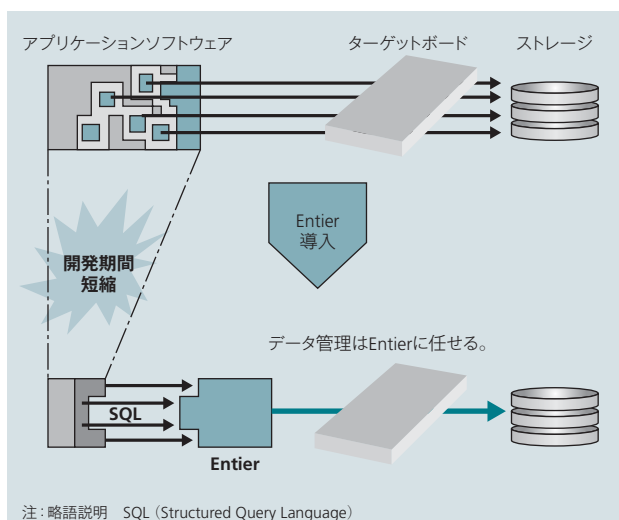 アプリケーションソフトウェア
ターゲットボード
ストレージ
Entier
導入
開発期間
短縮
データ管理はEntierに任せる。
SQL
Entier
注:略語説明 SQL(Structured Query Language)